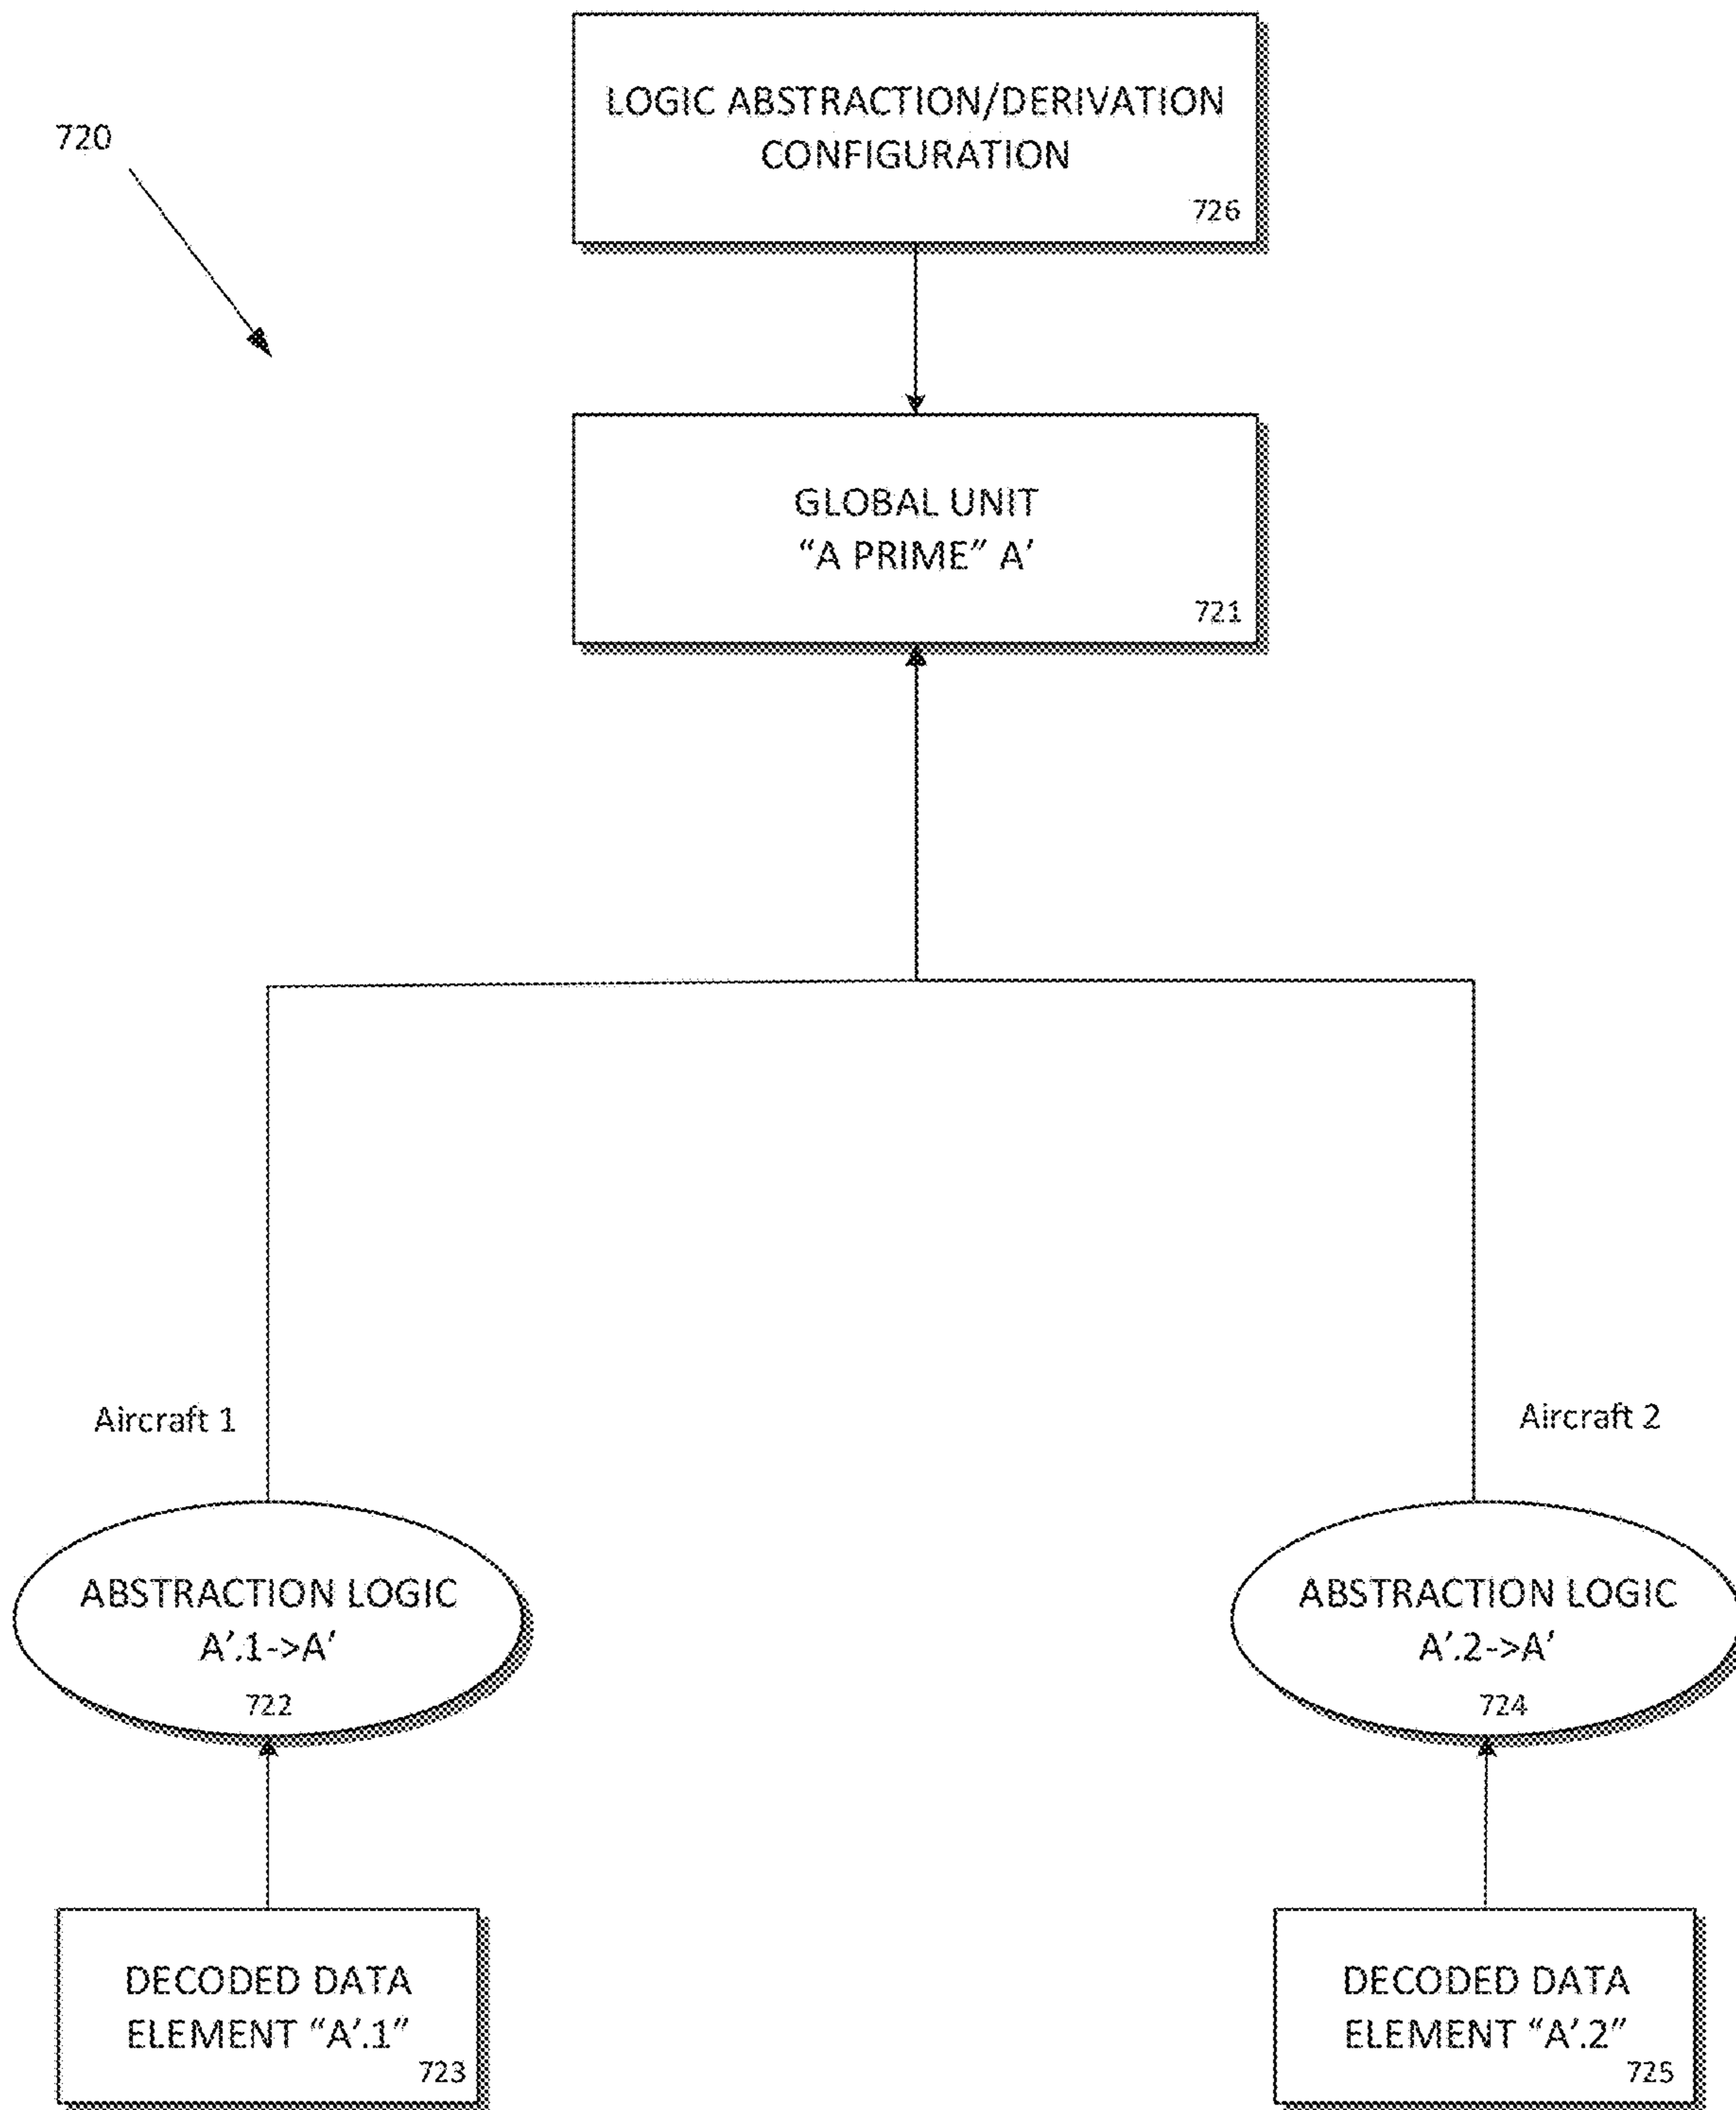 LOGIC ABSTRACTION/DERIVATION
CONFIGURATION
726
720
GLOBAL UNIT
“A PRIME” A′
721
Aircraft 1
Aircraft 2
ABSTRACTION LOGIC
A′.1->A′
722
ABSTRACTION LOGIC
A′.2->A′
724
DECODED DATA
ELEMENT “A′.1”
723
DECODED DATA
ELEMENT “A′.2”
725